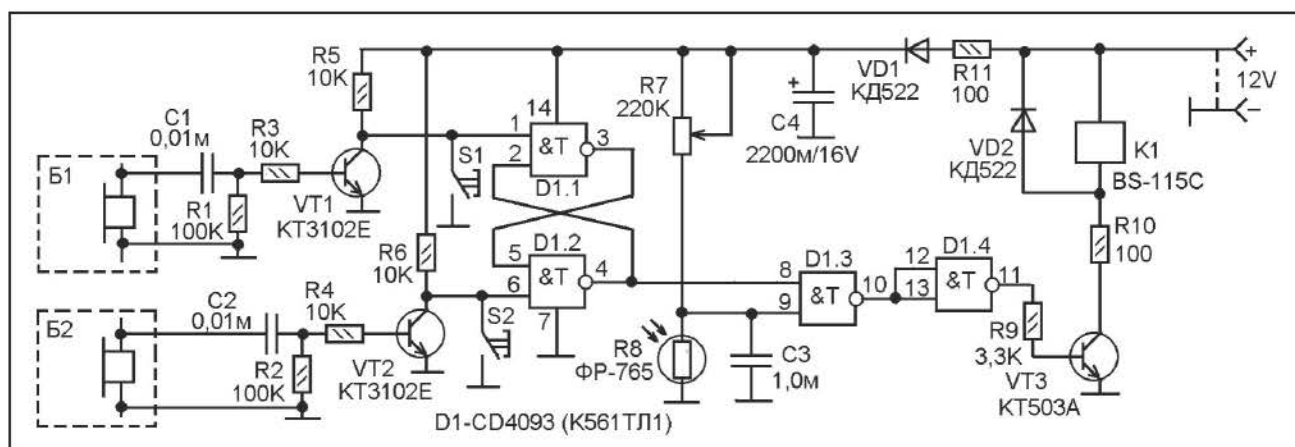 R5
10K
C1
0,01м
R3
10K
Б1
R1
100K
VT1
КТ3102Е
S1
14
1
2
3
&T
D1.1
R6
10K
C2
0,01м
R4
10K
Б2
R2
100K
VT2
КТ3102Е
S2
5
6
7
D1.2
&T
4
R7
220K
R8
ФР-765
C3
1,0м
+
C4
2200м/16V
VD1
КД522
R11
100
VD2
КД522
K1
BS-115C
+
12V
–
R10
100
8
9
D1.3
&T
10
12
13
D1.4
&T
11
R9
3,3K
VT3
КТ503А
D1-CD4093 (К561ТЛ1)